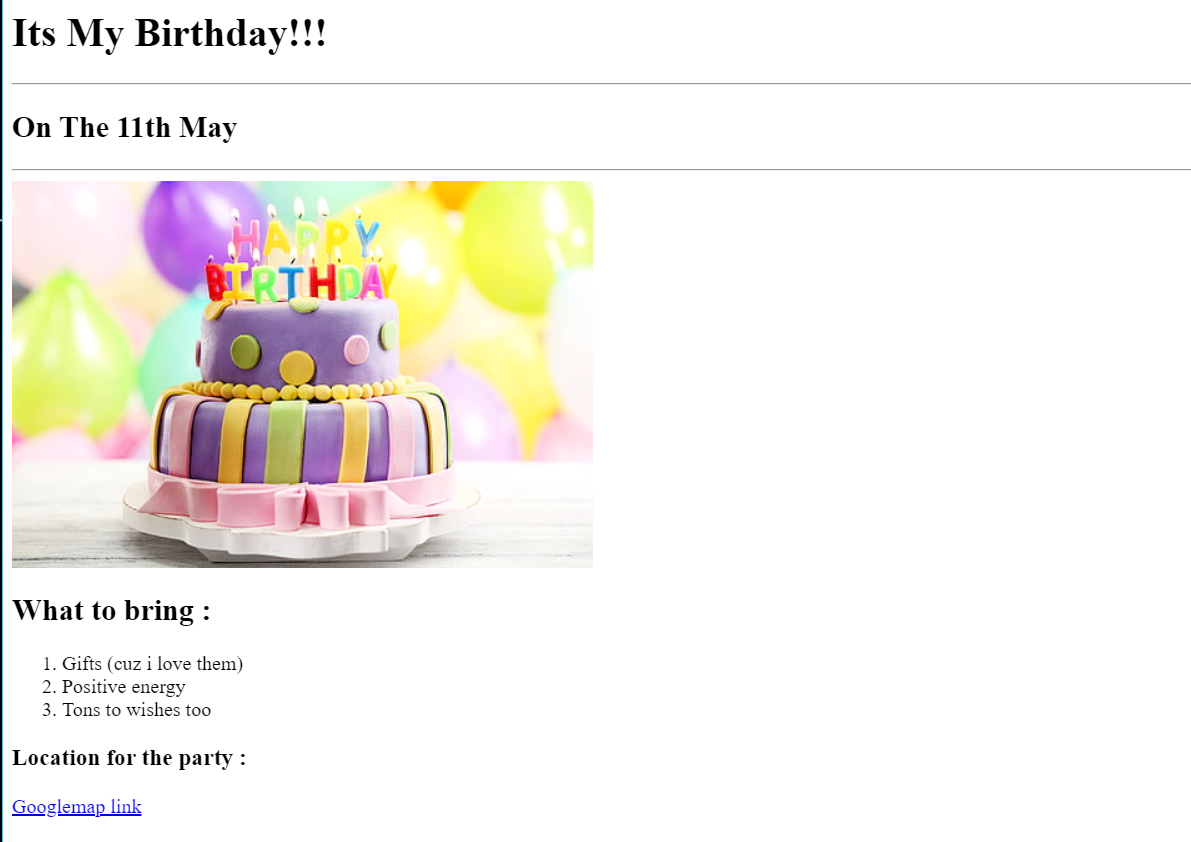 Its My Birthday!!!
On The 11th May
HAPPY
BIRTHDAY
What to bring :
1. Gifts (cuz i love them)
2. Positive energy
3. Tons to wishes too
Location for the party :
Googlemap link